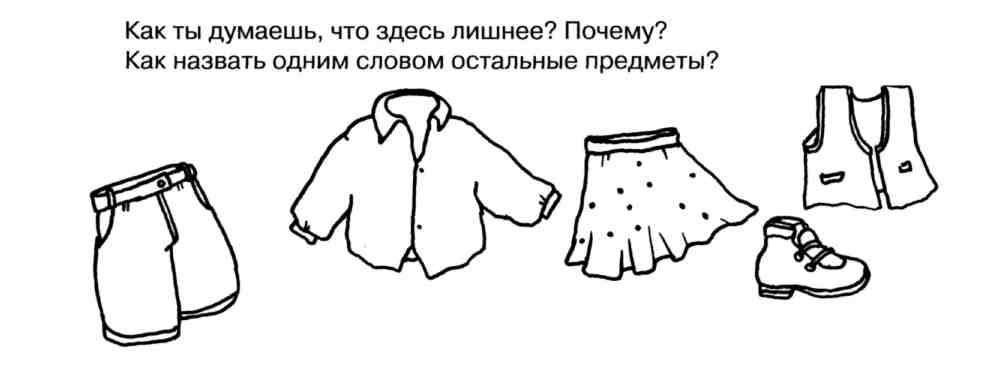 Как ты думаешь, что здесь лишнее? Почему?
Как назвать одним словом остальные предметы?